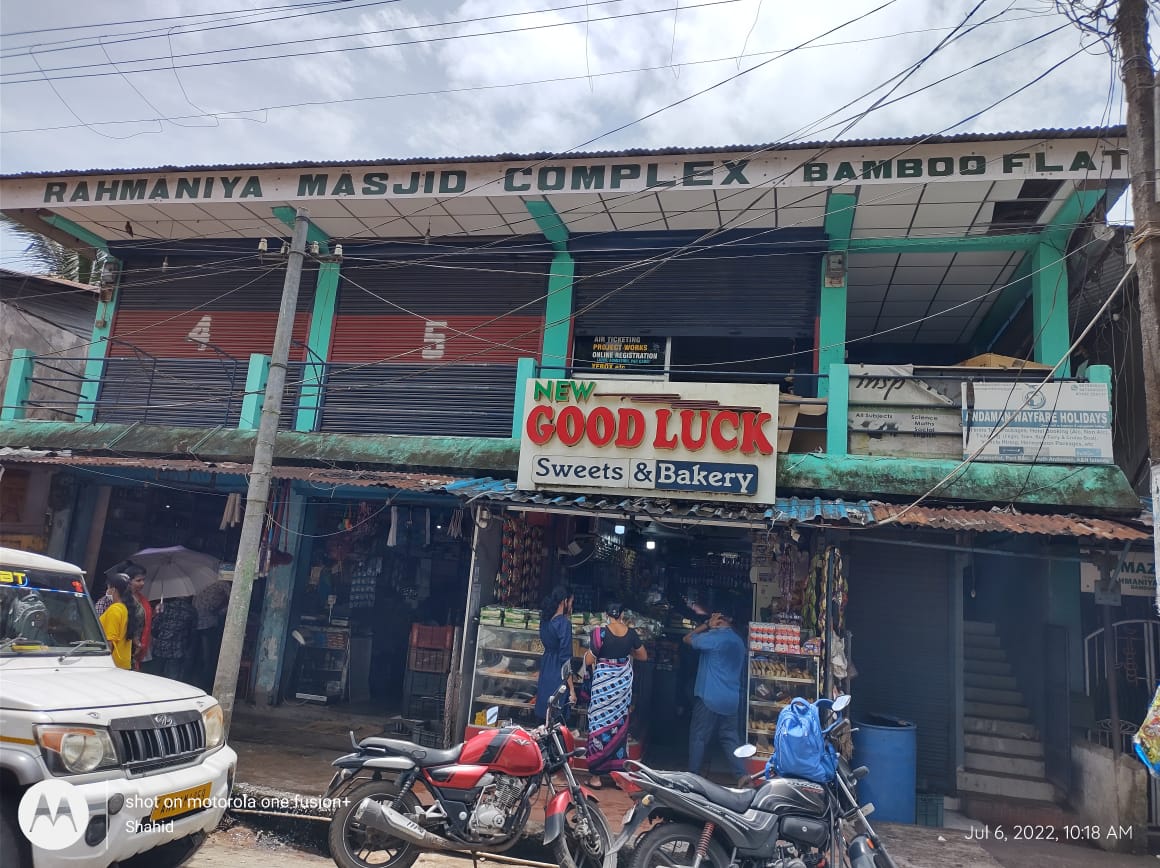 RAHMANIYA MASJID COMPLEX BAMBOO FLAT
4
5
AIR TICKETING
PROJECT WORKS
ONLINE REGISTRATION
XEROX etc
NEW
GOOD LUCK
Sweets & Bakery
All Subjects
Science
Maths
Social
English
ANDAMAN WAYFARE HOLIDAYS
shot on motorola one fusion+
Shahid
Jul 6, 2022, 10:18 AM